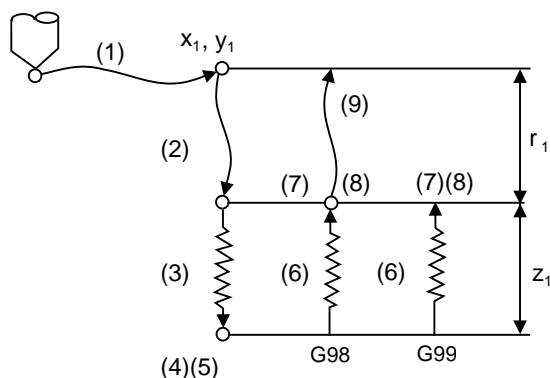 (1)
x1, y1
(9)
(2)
r1
(7) (8) (7)(8)
(3) (6) (6) z1
(4)(5) G98 G99